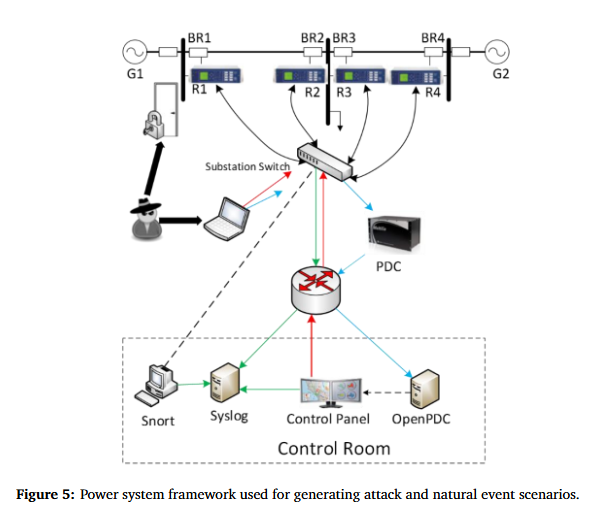 BR1 BR2 BR3 BR4
G1 R1 R2 R3 R4 G2
Substation Switch
PDC
Snort Syslog Control Panel OpenPDC
Control Room
Figure 5: Power system framework used for generating attack and natural event scenarios.